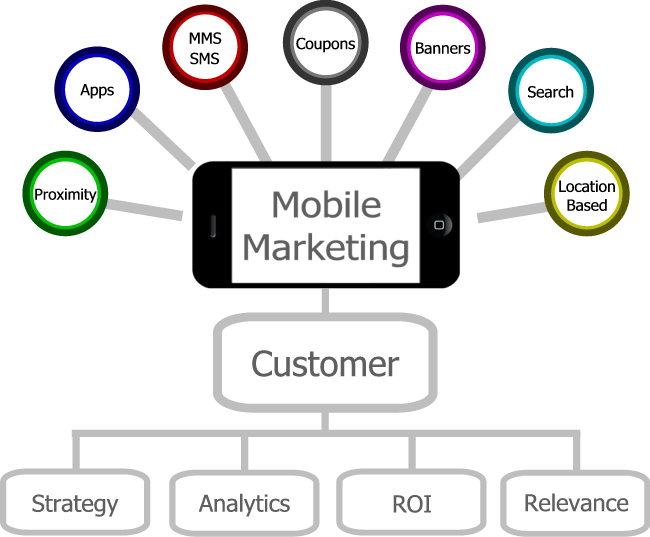 MMS
SMS
Coupons
Banners
Apps
Search
Proximity
Location
Based
Mobile
Marketing
Customer
Strategy
Analytics
ROI
Relevance